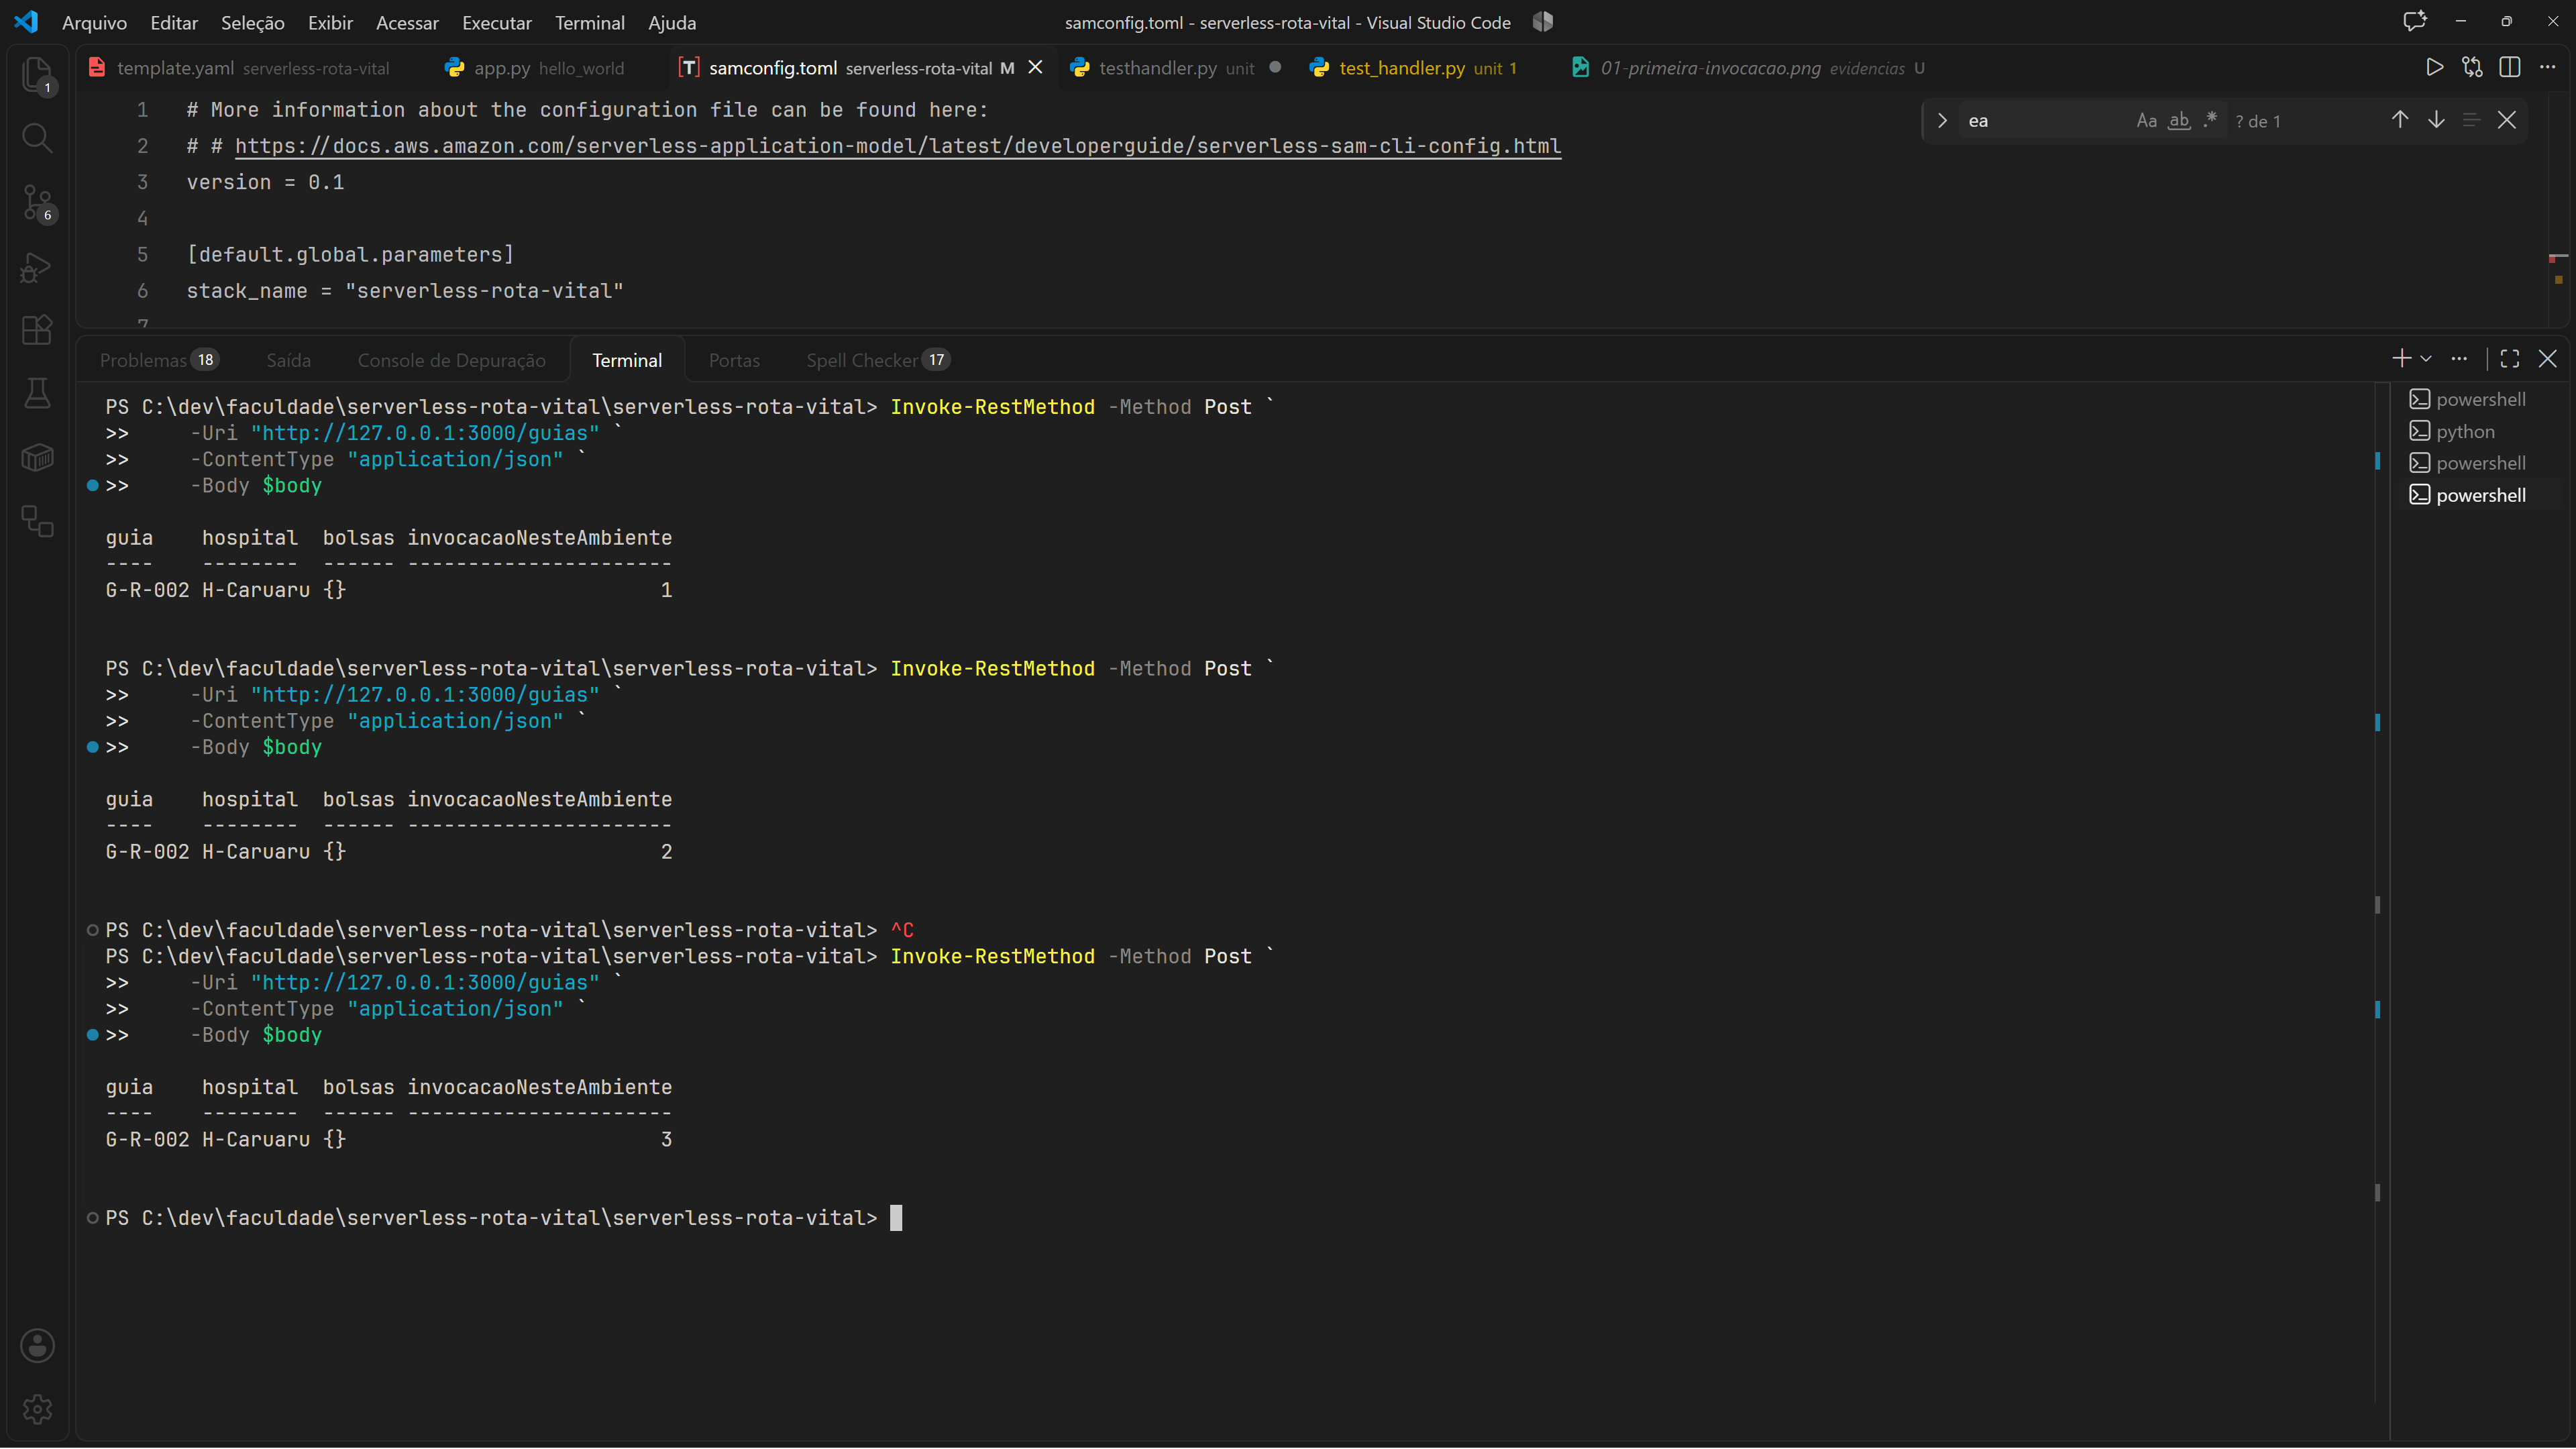 Arquivo Editar Seleção Exibir Acessar Executar Terminal Ajuda
samconfig.toml - serverless-rota-vital - Visual Studio Code
template.yaml serverless-rota-vital
app.py hello_world
samconfig.toml serverless-rota-vital M
testhandler.py unit
test_handler.py unit 1
01-primeira-invocacao.png evidencias U
1
6
1 # More information about the configuration file can be found here:
2 # # https://docs.aws.amazon.com/serverless-application-model/latest/developerguide/serverless-sam-cli-config.html
3 version = 0.1
4
5 [default.global.parameters]
6 stack_name = "serverless-rota-vital"
7
ea Aa ab .* ? de 1
Problemas 18 Saída Console de Depuração Terminal Portas Spell Checker 17
PS C:\dev\faculdade\serverless-rota-vital\serverless-rota-vital> Invoke-RestMethod -Method Post `
>> -Uri "http://127.0.0.1:3000/guias" `
>> -ContentType "application/json" `
>> -Body $body
guia hospital bolsas invocacaoNesteAmbiente
---- -------- ------ ----------------------
G-R-002 H-Caruaru {} 1
PS C:\dev\faculdade\serverless-rota-vital\serverless-rota-vital> Invoke-RestMethod -Method Post `
>> -Uri "http://127.0.0.1:3000/guias" `
>> -ContentType "application/json" `
>> -Body $body
guia hospital bolsas invocacaoNesteAmbiente
---- -------- ------ ----------------------
G-R-002 H-Caruaru {} 2
PS C:\dev\faculdade\serverless-rota-vital\serverless-rota-vital> ^C
PS C:\dev\faculdade\serverless-rota-vital\serverless-rota-vital> Invoke-RestMethod -Method Post `
>> -Uri "http://127.0.0.1:3000/guias" `
>> -ContentType "application/json" `
>> -Body $body
guia hospital bolsas invocacaoNesteAmbiente
---- -------- ------ ----------------------
G-R-002 H-Caruaru {} 3
PS C:\dev\faculdade\serverless-rota-vital\serverless-rota-vital>
powershell
python
powershell
powershell